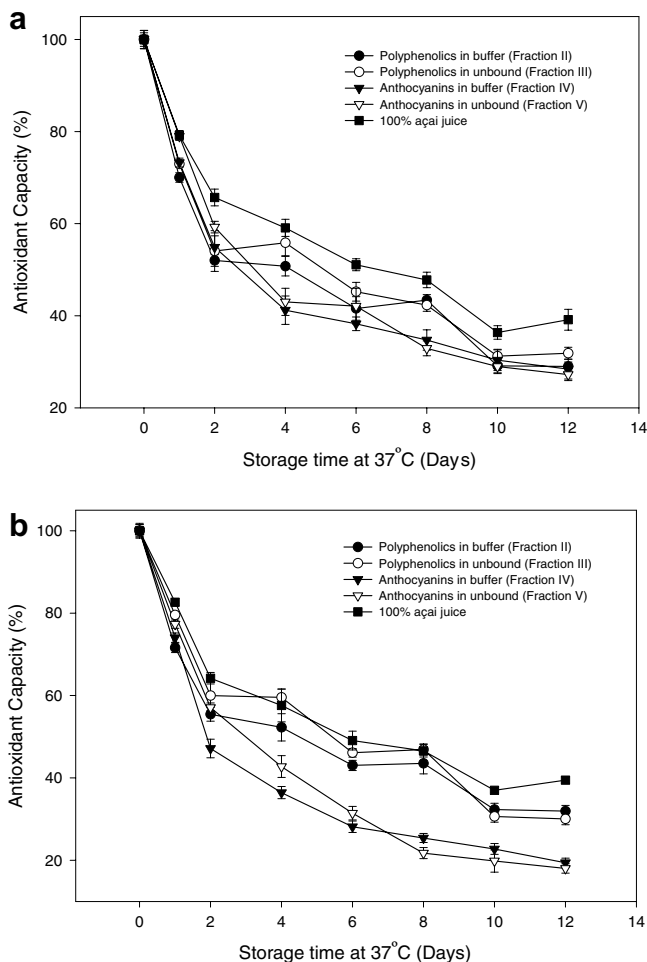 a
100
80
60
40
20
Antioxidant Capacity (%)
Polyphenolics in buffer (Fraction II)
Polyphenolics in unbound (Fraction III)
Anthocyanins in buffer (Fraction IV)
Anthocyanins in unbound (Fraction V)
100% açai juice
0 2 4 6 8 10 12 14
Storage time at 37°C (Days)
b
100
80
60
40
20
Antioxidant Capacity (%)
Polyphenolics in buffer (Fraction II)
Polyphenolics in unbound (Fraction III)
Anthocyanins in buffer (Fraction IV)
Anthocyanins in unbound (Fraction V)
100% açai juice
0 2 4 6 8 10 12 14
Storage time at 37°C (Days)